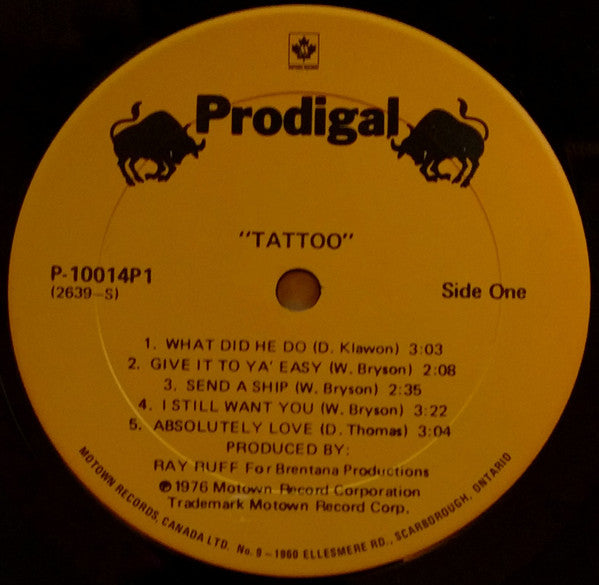 Prodigal
"TATTOO"
P-10014P1
(2639-S)
Side One
1. WHAT DID HE DO (D. Klawon) 3:03
2. GIVE IT TO YA' EASY (W. Bryson) 2:08
3. SEND A SHIP (W. Bryson) 2:35
4. I STILL WANT YOU (W. Bryson) 3:22
5. ABSOLUTELY LOVE (D. Thomas) 3:04
PRODUCED BY:
RAY RUFF For Brentana Productions
℗ 1976 Motown Record Corporation
Trademark Motown Record Corp.
MOTOWN RECORDS, CANADA LTD. No. 9 - 1960 ELLESMERE RD., SCARBOROUGH, ONTARIO